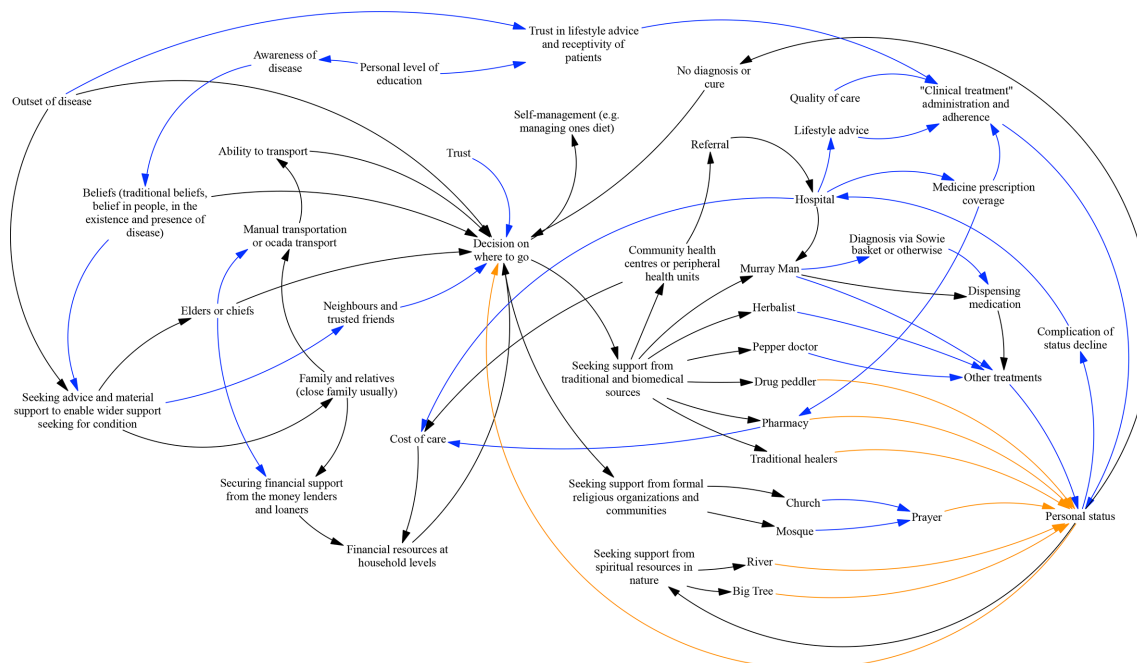 Trust in lifestyle advice
and receptivity of
patients
Awareness of
disease
Personal level of
education
No diagnosis or
cure
Outset of disease
Quality of care
"Clinical treatment"
administration and
adherence
Self-management (e.g.
managing ones diet)
Lifestyle advice
Referral
Ability to transport
Trust
Beliefs (traditional beliefs,
belief in people, in the
existence and presence of
disease)
Hospital
Medicine prescription
coverage
Manual transportation
or ocada transport
Decision on
where to go
Community health
centres or peripheral
health units
Diagnosis via Sowie
basket or otherwise
Murray Man
Dispensing
medication
Elders or chiefs
Neighbours and
trusted friends
Herbalist
Complication of
status decline
Pepper doctor
Seeking support from
traditional and biomedical
sources
Other treatments
Drug peddler
Family and relatives
(close family usually)
Seeking advice and material
support to enable wider support
seeking for condition
Pharmacy
Cost of care
Traditional healers
Securing financial support
from the money lenders
and loaners
Seeking support from formal
religious organizations and
communities
Church
Prayer
Personal status
Mosque
Financial resources at
household levels
Seeking support from
spiritual resources in
nature
River
Big Tree